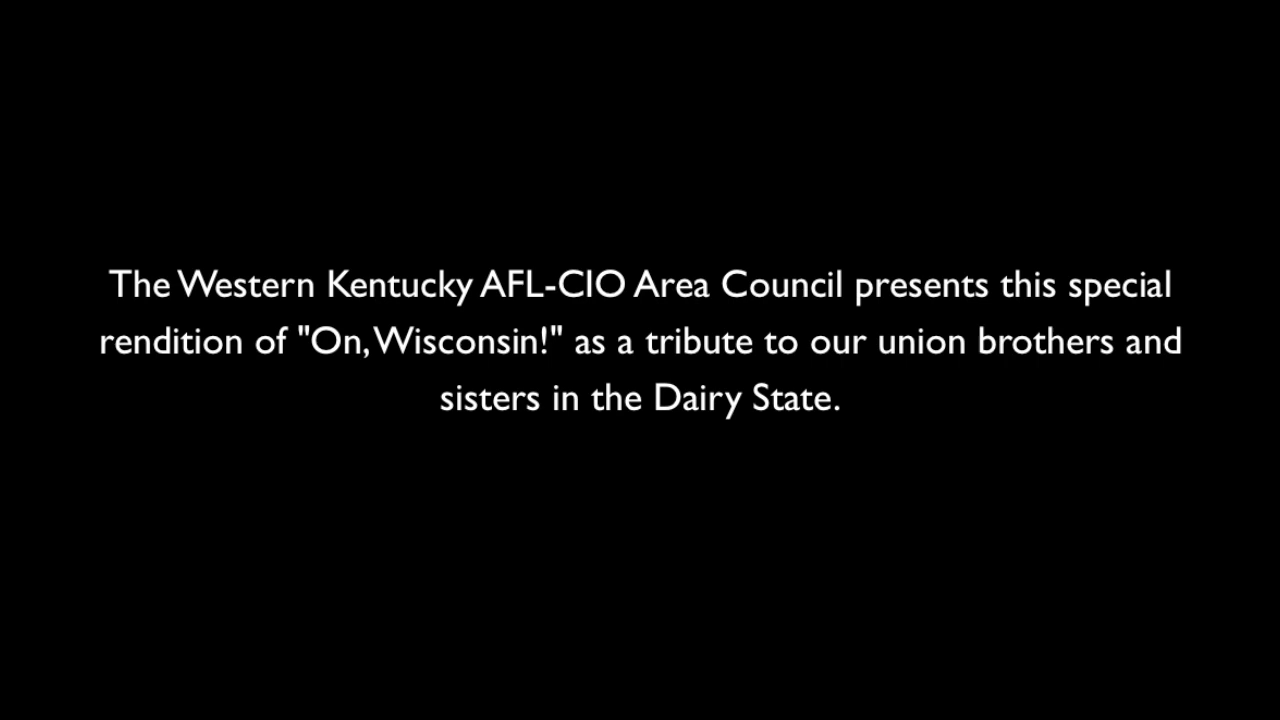 The Western Kentucky AFL-CIO Area Council presents this special
rendition of "On, Wisconsin!" as a tribute to our union brothers and
sisters in the Dairy State.